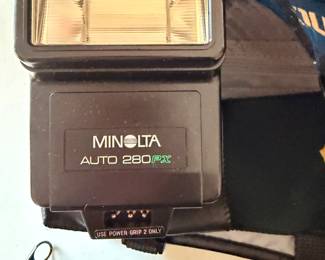 MINOLTA
AUTO 280PX
USE POWER GRIP 2 ONLY